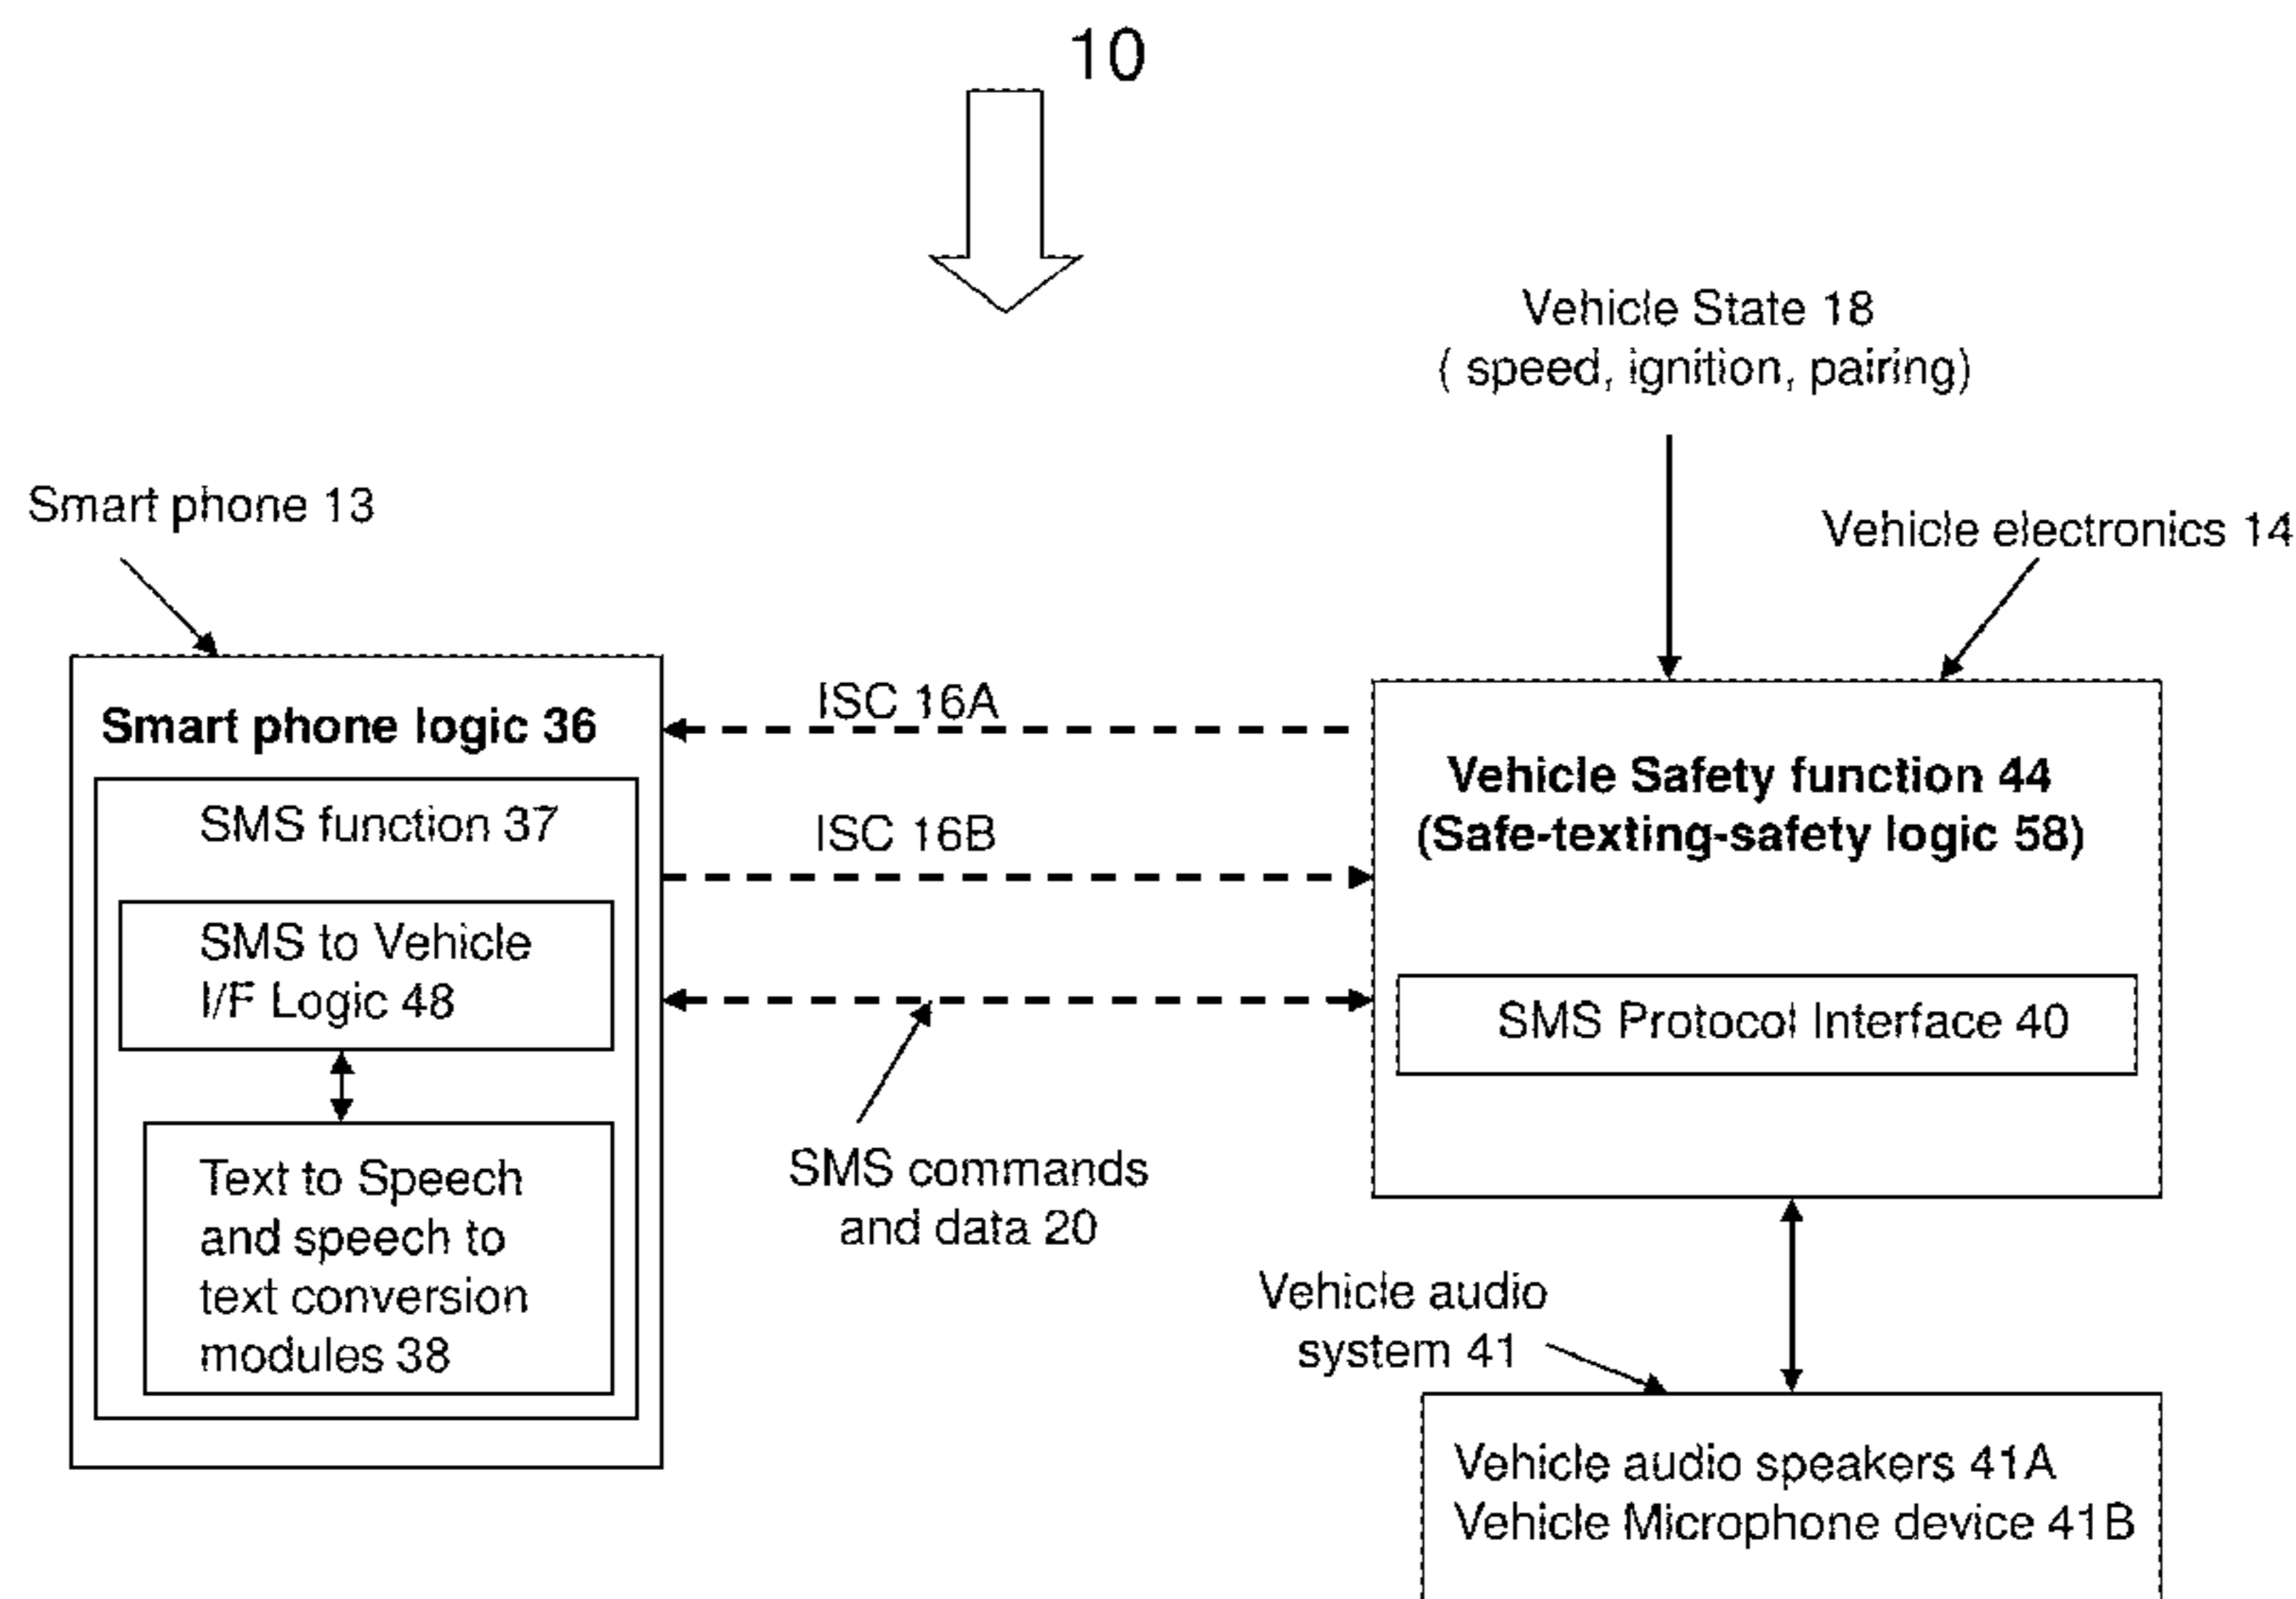 10
Vehicle State 18
( speed, ignition, pairing)
Smart phone 13
Vehicle electronics 14
Smart phone logic 36
SMS function 37
SMS to Vehicle
I/F Logic 48
Text to Speech
and speech to
text conversion
modules 38
ISC 16A
ISC 16B
SMS commands
and data 20
Vehicle Safety function 44
(Safe-texting-safety logic 58)
SMS Protocol Interface 40
Vehicle audio
system 41
Vehicle audio speakers 41A
Vehicle Microphone device 41B